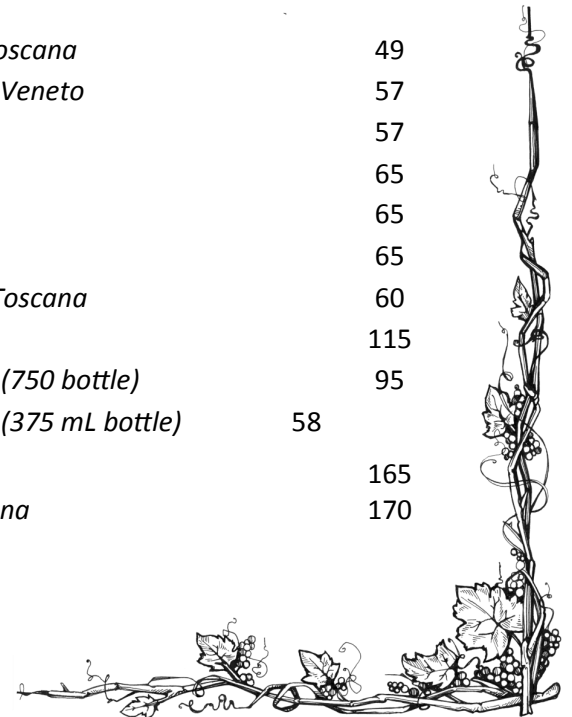 oscana 49
Veneto 57
57
65
65
65
Toscana 60
115
(750 bottle) 95
(375 mL bottle) 58
165
na 170